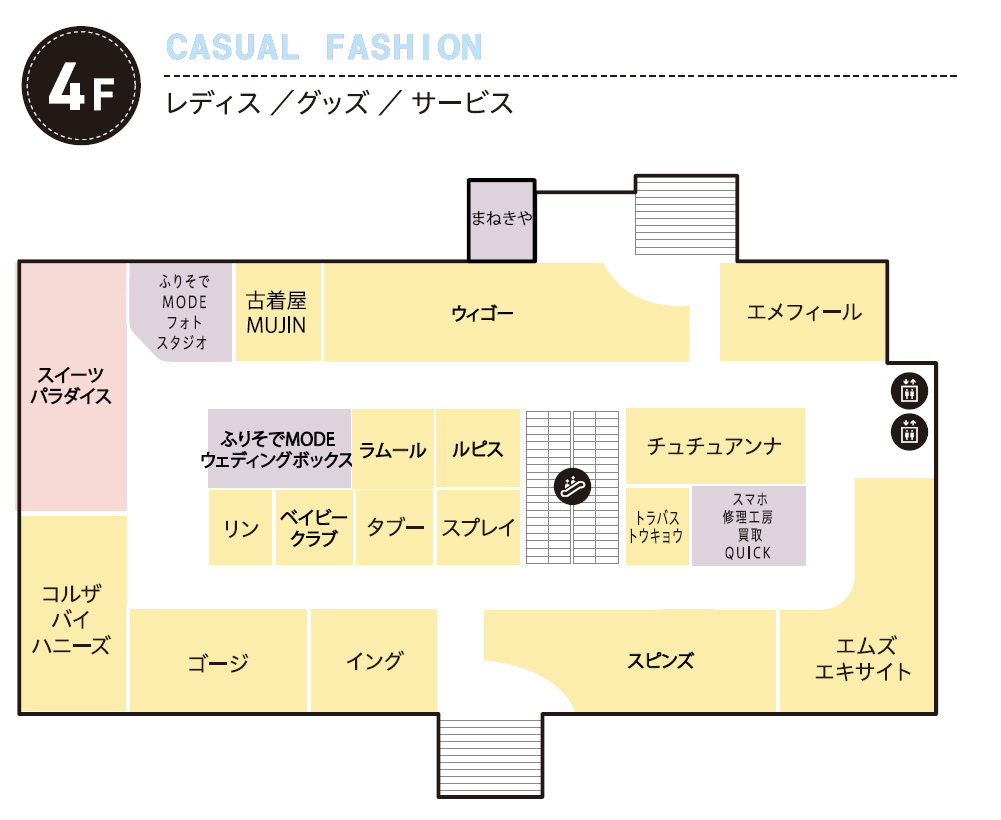 4F
CASUAL FASHION
レディス ／グッズ ／ サービス
まねきや
ふりそで
MODE
フォト
スタジオ
古着屋
MUJIN
ウィゴー
エメフィール
スイーツ
パラダイス
ふりそでMODE
ウェディングボックス
ラムール
ルピス
チュチュアンナ
リン
ベイビー
クラブ
タブー
スプレイ
トラバス
トウキョウ
スマホ
修理工房
買取
QUICK
コルザ
バイ
ハニーズ
ゴージ
イング
スピンズ
エムズ
エキサイト